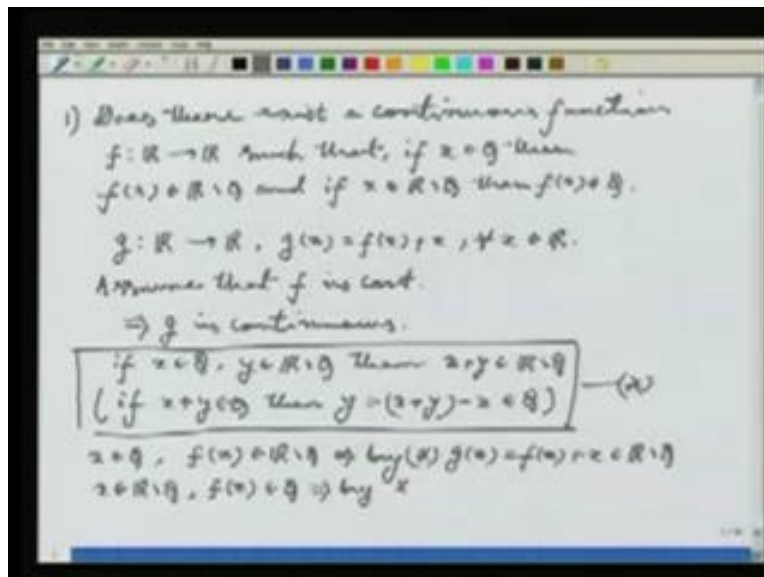 1) Does there exist a continuous function
f : ℝ → ℝ such that, if x ∈ ℚ then
f(x) ∈ ℝ\ℚ and if x ∈ ℝ\ℚ then f(x) ∈ ℚ.
g : ℝ → ℝ, g(x) = f(x) + x, ∀ x ∈ ℝ.
Assume that f is cont.
⇒ g is continuous.
if x ∈ ℚ, y ∈ ℝ\ℚ then x+y ∈ ℝ\ℚ
(if x+y ∈ ℚ then y = (x+y) - x ∈ ℚ) —(*)
x ∈ ℚ, f(x) ∈ ℝ\ℚ ⇒ by (*) g(x) = f(x) + x ∈ ℝ\ℚ
x ∈ ℝ\ℚ, f(x) ∈ ℚ ⇒ by *